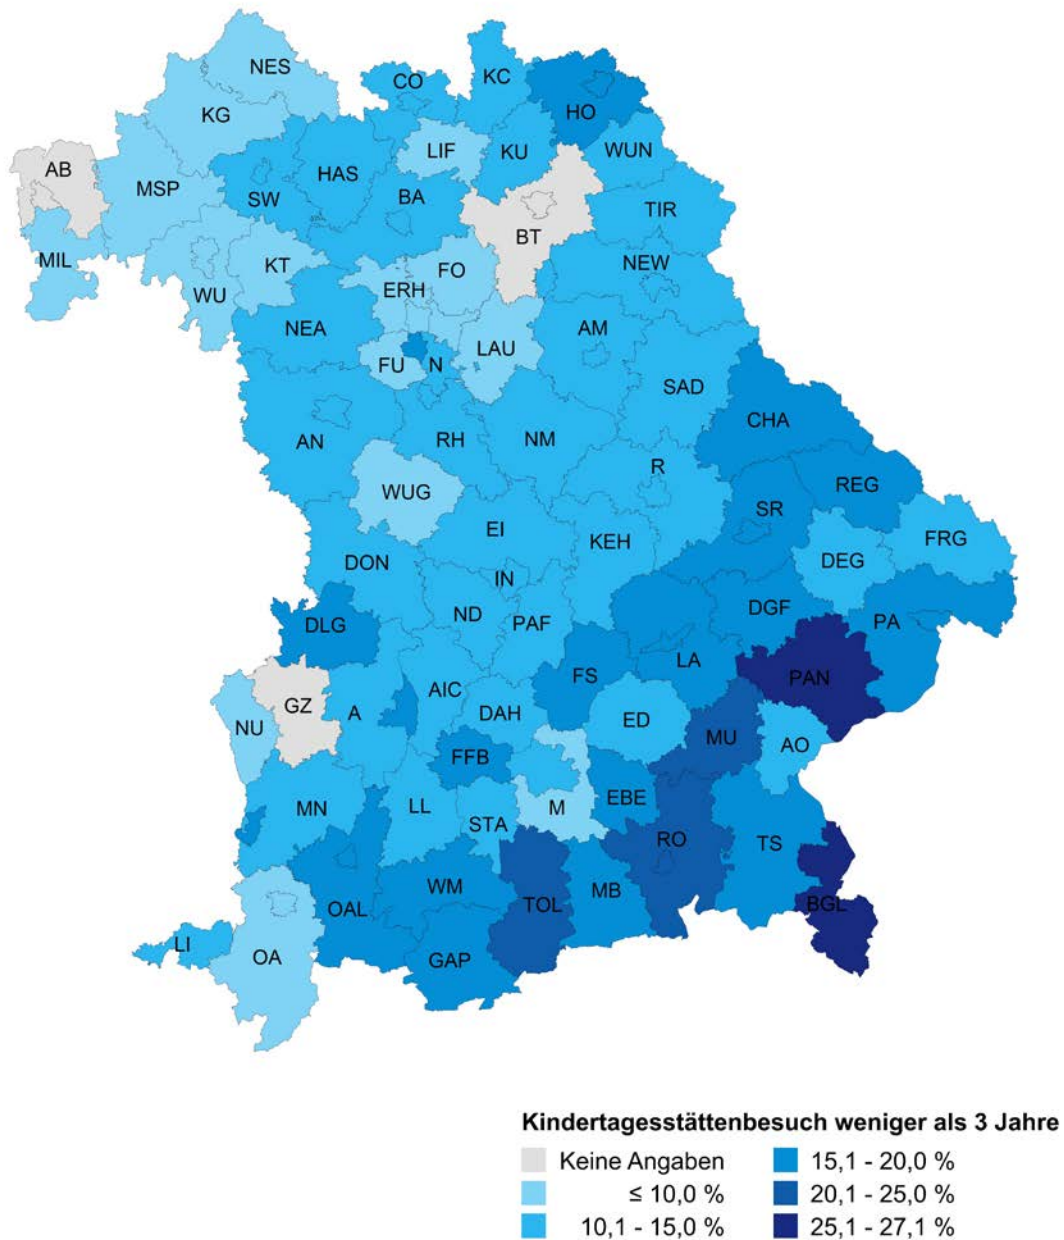 NES
CO
KC
KG
HO
LIF
KU
WUN
AB
HAS
MSP
SW
BA
TIR
BT
MIL
KT
FO
NEW
WU
ERH
NEA
AM
LAU
FU
N
SAD
CHA
AN
RH
NM
R
WUG
REG
SR
EI
KEH
FRG
DON
DEG
IN
ND
DGF
DLG
PAF
PA
LA
FS
PAN
AIC
GZ
A
DAH
ED
NU
MU
AO
FFB
MN
LL
M
EBE
STA
RO
TS
WM
MB
OAL
TOL
BGL
LI
OA
GAP
Kindertagesstättenbesuch weniger als 3 Jahre
Keine Angaben
15,1 - 20,0 %
≤ 10,0 %
20,1 - 25,0 %
10,1 - 15,0 %
25,1 - 27,1 %